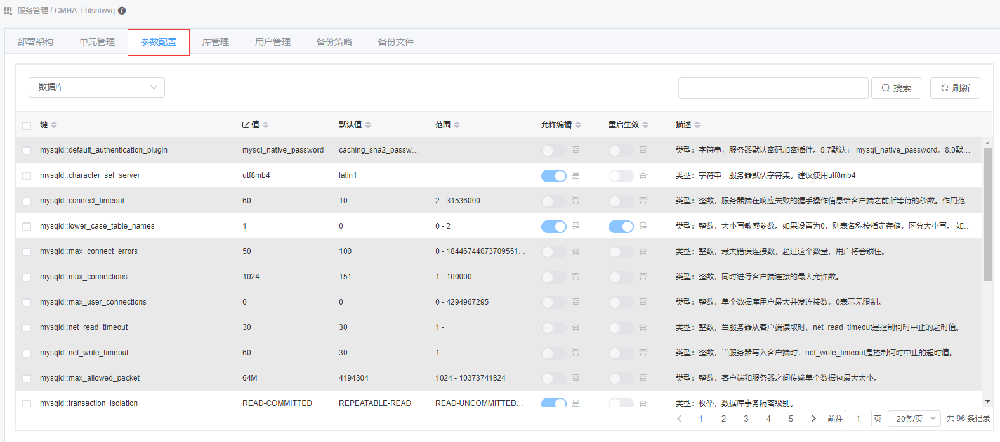 服务管理 / CMHA / bfsnfwvq
部署架构 单元管理 参数配置 库管理 用户管理 备份策略 备份文件
数据库 搜索 刷新
键 值 默认值 范围 允许编辑 重启生效 描述
mysqld::default_authentication_plugin mysql_native_password caching_sha2_passw... 否 否 类型：字符串，服务器默认密码加密插件。5.7默认： mysql_native_password，8.0默...
mysqld::character_set_server utf8mb4 latin1 是 否 类型：字符串，服务器默认字符集。建议使用utf8mb4
mysqld::connect_timeout 60 10 2 - 31536000 否 否 类型：整数，服务器端在响应失败的握手操作信息给客户端之前所等待的秒数。作用范...
mysqld::lower_case_table_names 1 0 0 - 2 是 是 类型：整数，大小写敏感参数。如果设置为0，则表名称按指定存储，区分大小写。 如...
mysqld::max_connect_errors 50 100 0 - 18446744073709551... 否 否 类型：整数，最大错误连接数，超过这个数量，用户将会锁住。
mysqld::max_connections 1024 151 1 - 100000 否 否 类型：整数，同时进行客户端连接的最大允许数。
mysqld::max_user_connections 0 0 0 - 4294967295 否 否 类型：整数，单个数据库用户最大并发连接数，0表示无限制。
mysqld::net_read_timeout 30 30 1 - 否 否 类型：整数，当服务器从客户端读取时，net_read_timeout是控制何时中止的超时值。
mysqld::net_write_timeout 60 30 1 - 否 否 类型：整数，当服务器写入客户端时，net_write_timeout是控制何时中止的超时值。
mysqld::max_allowed_packet 64M 4194304 1024 - 10373741824 否 否 类型：整数，客户端和服务器之间传输单个数据包最大大小。
mysqld::transaction_isolation READ-COMMITTED REPEATABLE-READ READ-UNCOMMITTED... 是 否 类型：枚举，数据库事务隔离级别。
1 2 3 4 5 前往 1 页 20条/页 共 96 条记录